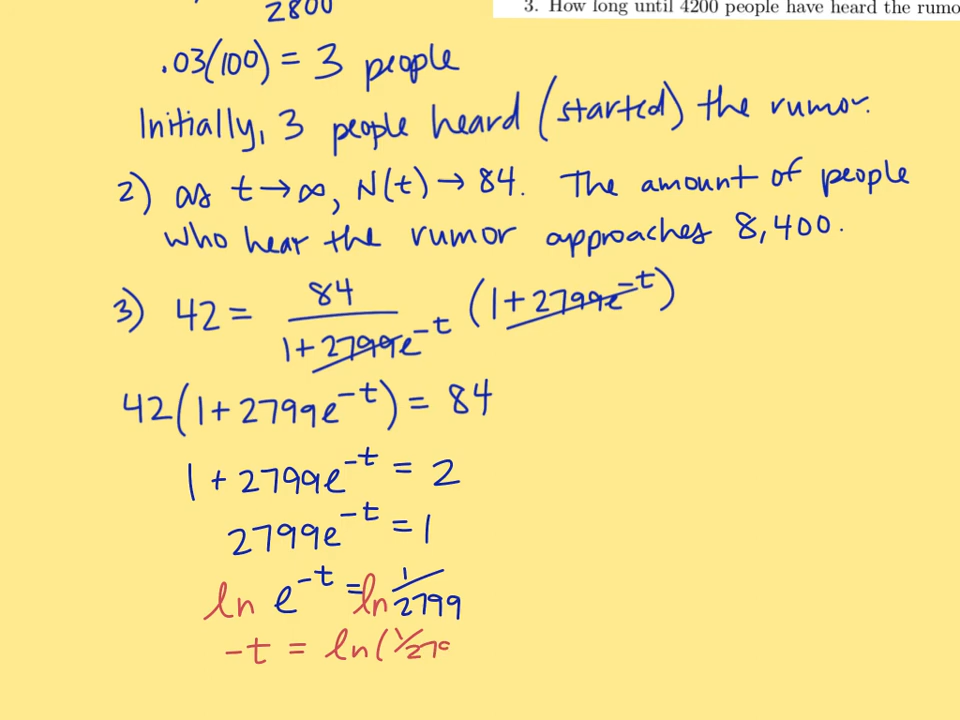 2800
3. How long until 4200 people have heard the rumo
.03(100) = 3 people
Initially, 3 people heard (started) the rumor.
2) as t→∞, N(t)→84. The amount of people
who hear the rumor approaches 8,400.
3) 42 = 84/(1+2799e^-t) (1+2799e^-t)
42(1+2799e^-t) = 84
1 + 2799e^-t = 2
2799e^-t = 1
ln e^-t = ln 1/2799
-t = ln(1/279